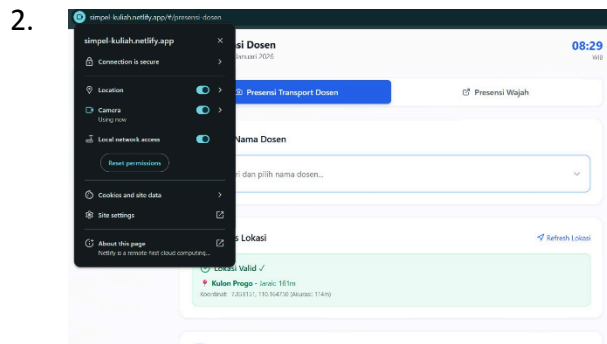 2.
simpel-kuliah.netlify.app/#/presensi-dosen
simpel-kuliah.netlify.app
Connection is secure
Location
Camera
Using now
Local network access
Reset permissions
Cookies and site data
Site settings
About this page
Netlify is a remote-first cloud computing...
si Dosen
Januari 2026
08:29
WIB
Presensi Transport Dosen
Presensi Wajah
Nama Dosen
ri dan pilih nama dosen...
s Lokasi
Refresh Lokasi
Lokasi Valid ✓
Kulon Progo - Jarak: 161m
Koordinat: (Akurasi: 114m)